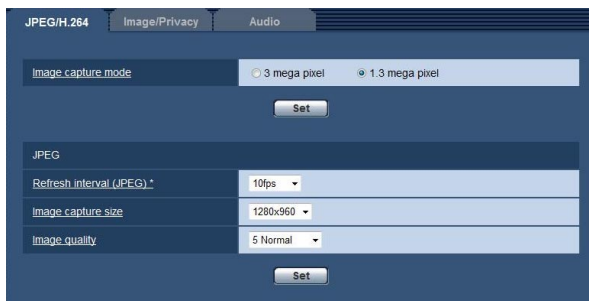 JPEG/H.264 Image/Privacy Audio
Image capture mode 3 mega pixel 1.3 mega pixel
Set
JPEG
Refresh interval (JPEG) * 10fps
Image capture size 1280x960
Image quality 5 Normal
Set